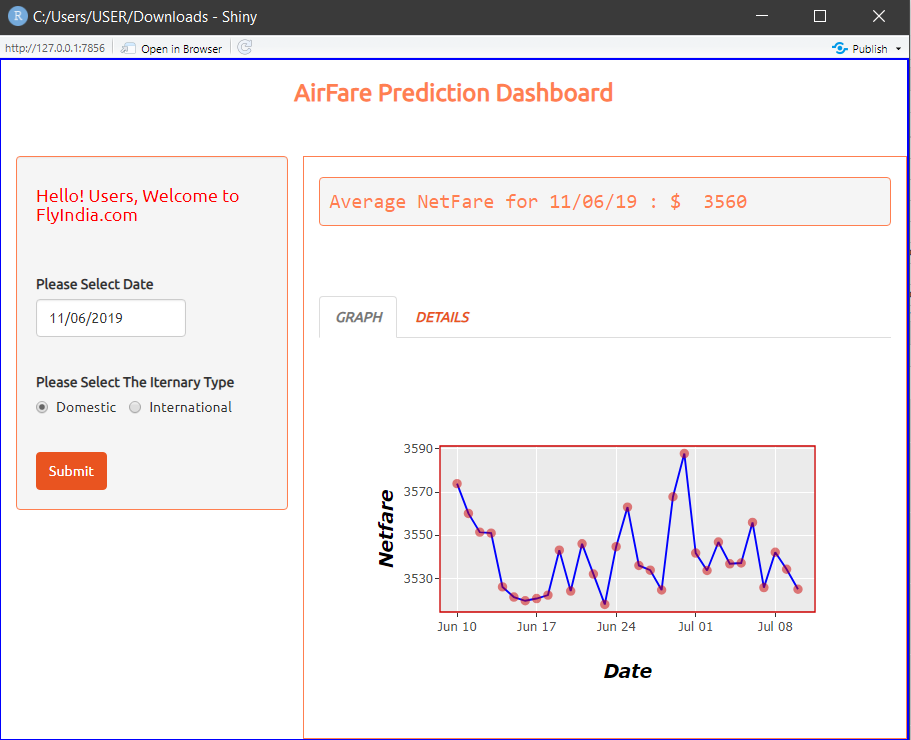 R C:/Users/USER/Downloads - Shiny
http://127.0.0.1:7856 Open in Browser Publish
AirFare Prediction Dashboard
Hello! Users, Welcome to
FlyIndia.com
Please Select Date
11/06/2019
Please Select The Iternary Type
Domestic International
Submit
Average NetFare for 11/06/19 : $ 3560
GRAPH DETAILS
3590
3570
3550
3530
Netfare
Jun 10 Jun 17 Jun 24 Jul 01 Jul 08
Date